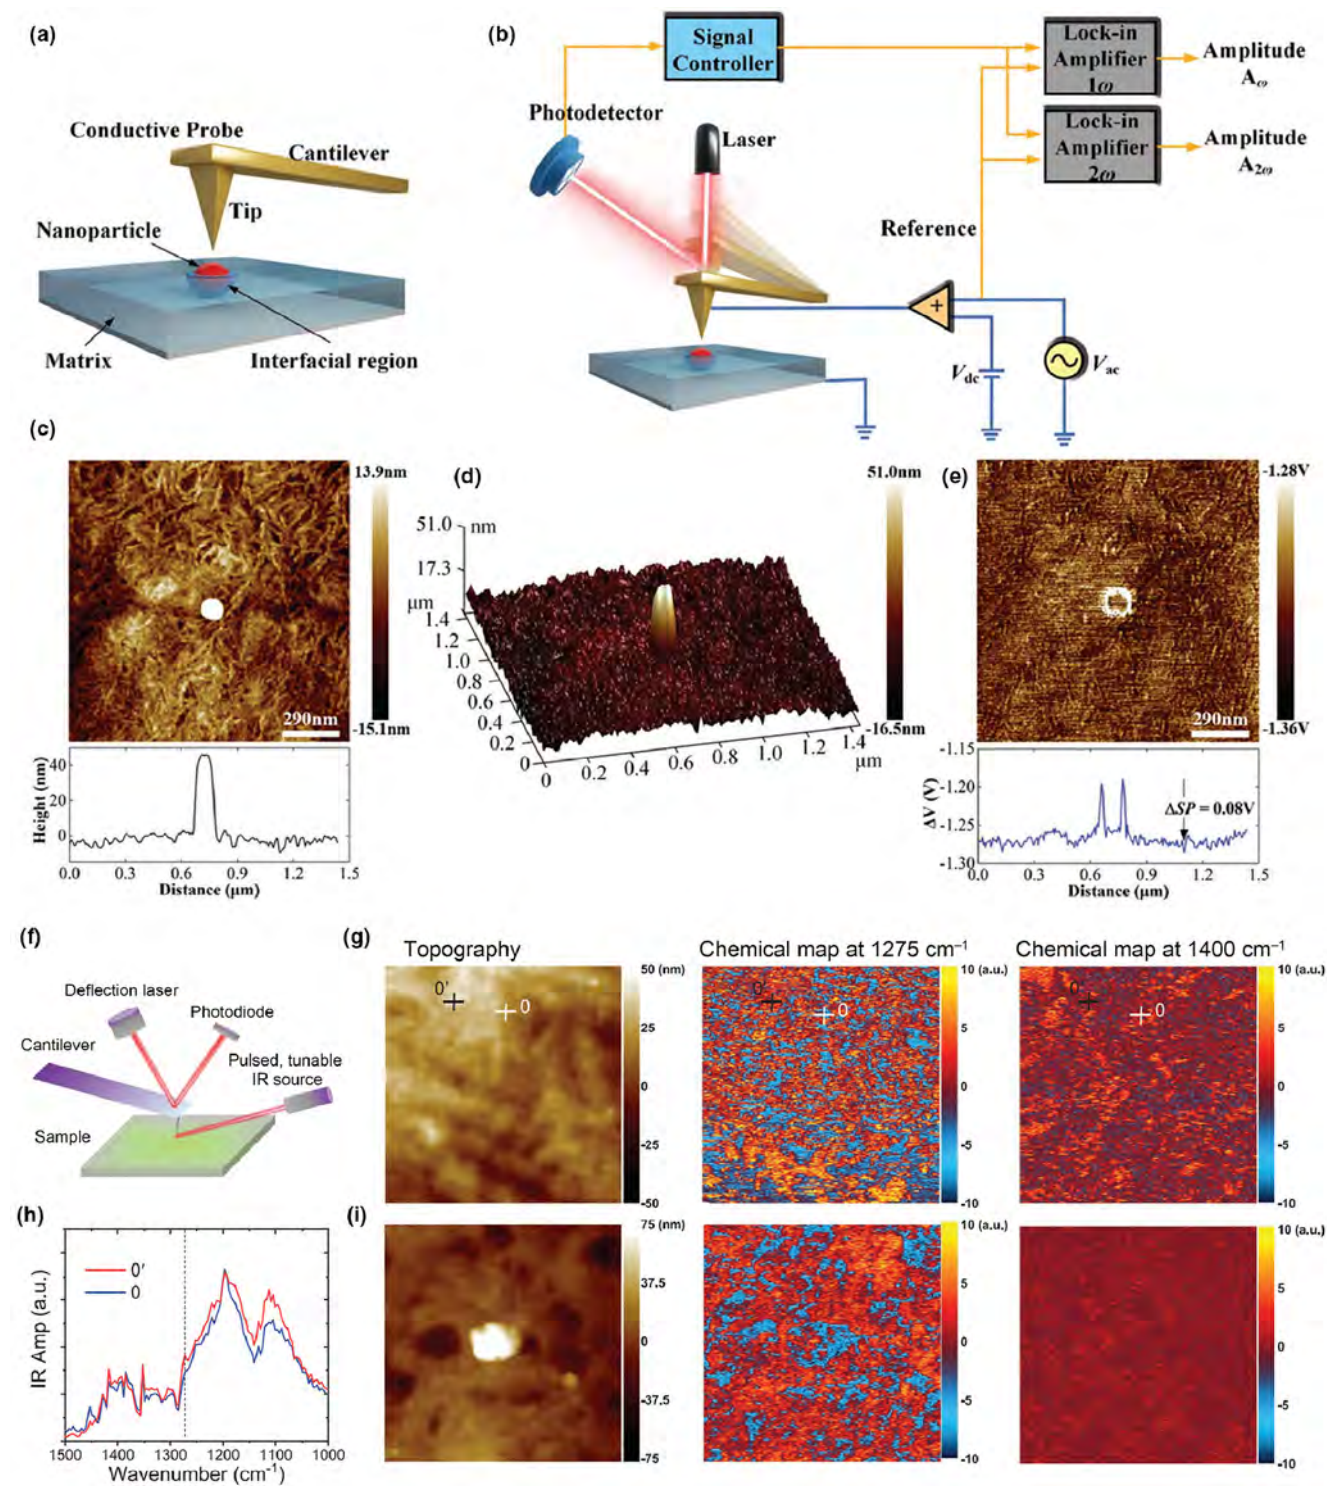 (a)
Conductive Probe
Cantilever
Tip
Nanoparticle
Matrix
Interfacial region
(b)
Signal
Controller
Photodetector
Laser
Lock-in
Amplifier
1ω
Amplitude
Aω
Lock-in
Amplifier
2ω
Amplitude
A2ω
Reference
+
Vdc
Vac
(c)
13.9nm
290nm
-15.1nm
Height (nm)
40
20
0
0.0 0.3 0.6 0.9 1.2 1.5
Distance (μm)
(d)
51.0nm
51.0 nm
17.3
μm
1.4
1.2
1.0
0.8
0.6
0.4
0.2
0
0 0.2 0.4 0.6 0.8 1.0 1.2 1.4
μm
-16.5nm
(e)
-1.28V
290nm
-1.36V
ΔV (V)
-1.15
-1.20
-1.25
-1.30
ΔSP = 0.08V
0.0 0.3 0.6 0.9 1.2 1.5
Distance (μm)
(f)
Deflection laser
Photodiode
Cantilever
Pulsed, tunable
IR source
Sample
(g)
Topography
0′
0
50 (nm)
25
0
-25
-50
Chemical map at 1275 cm⁻¹
0′
0
10 (a.u.)
5
0
-5
-10
Chemical map at 1400 cm⁻¹
0′
0
10 (a.u.)
5
0
-5
-10
(h)
IR Amp (a.u.)
0′
0
1500 1400 1300 1200 1100 1000
Wavenumber (cm⁻¹)
(i)
75 (nm)
37.5
0
-37.5
-75
10 (a.u.)
5
0
-5
-10
10 (a.u.)
5
0
-5
-10